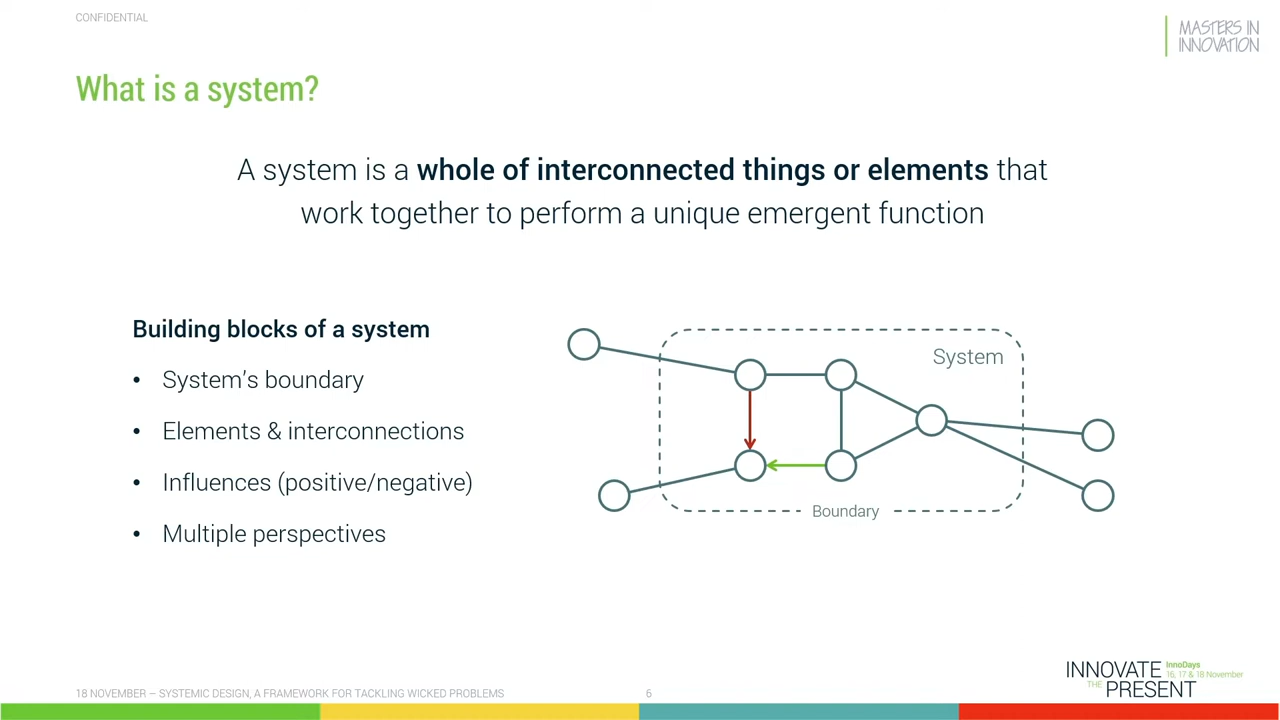 CONFIDENTIAL
MASTERS IN
INNOVATION
What is a system?
A system is a whole of interconnected things or elements that
work together to perform a unique emergent function
Building blocks of a system
• System's boundary
• Elements & interconnections
• Influences (positive/negative)
• Multiple perspectives
System
Boundary
18 NOVEMBER – SYSTEMIC DESIGN, A FRAMEWORK FOR TACKLING WICKED PROBLEMS
6
INNOVATE
THE PRESENT
InnoDays
16, 17 & 18 November